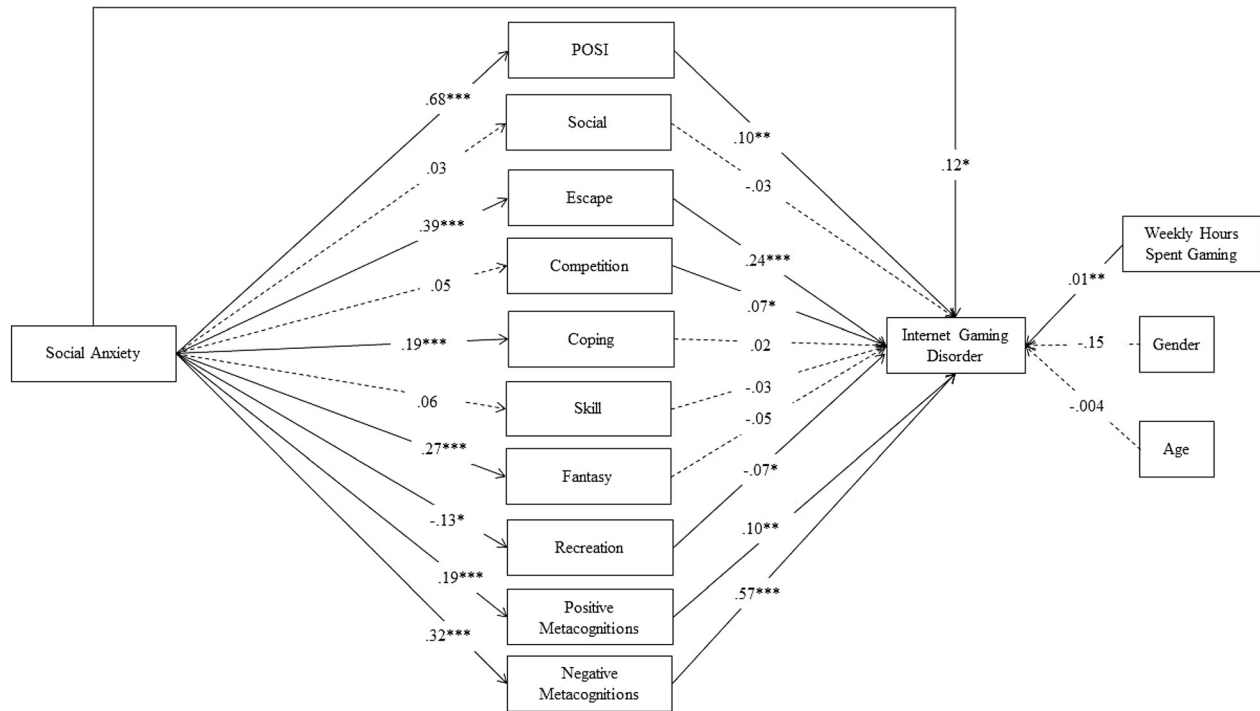 POSI
.68***
Social
.10**
.03
-.03
.12*
Escape
.39***
.24***
Weekly Hours
Spent Gaming
Competition
.05
.07*
.01**
Social Anxiety
.19***
Coping
.02
Internet Gaming
Disorder
-.15
Gender
.06
Skill
-.03
-.05
-.004
.27***
Fantasy
Age
-.07*
-.13*
Recreation
.10**
.19***
Positive
Metacognitions
.57***
.32***
Negative
Metacognitions